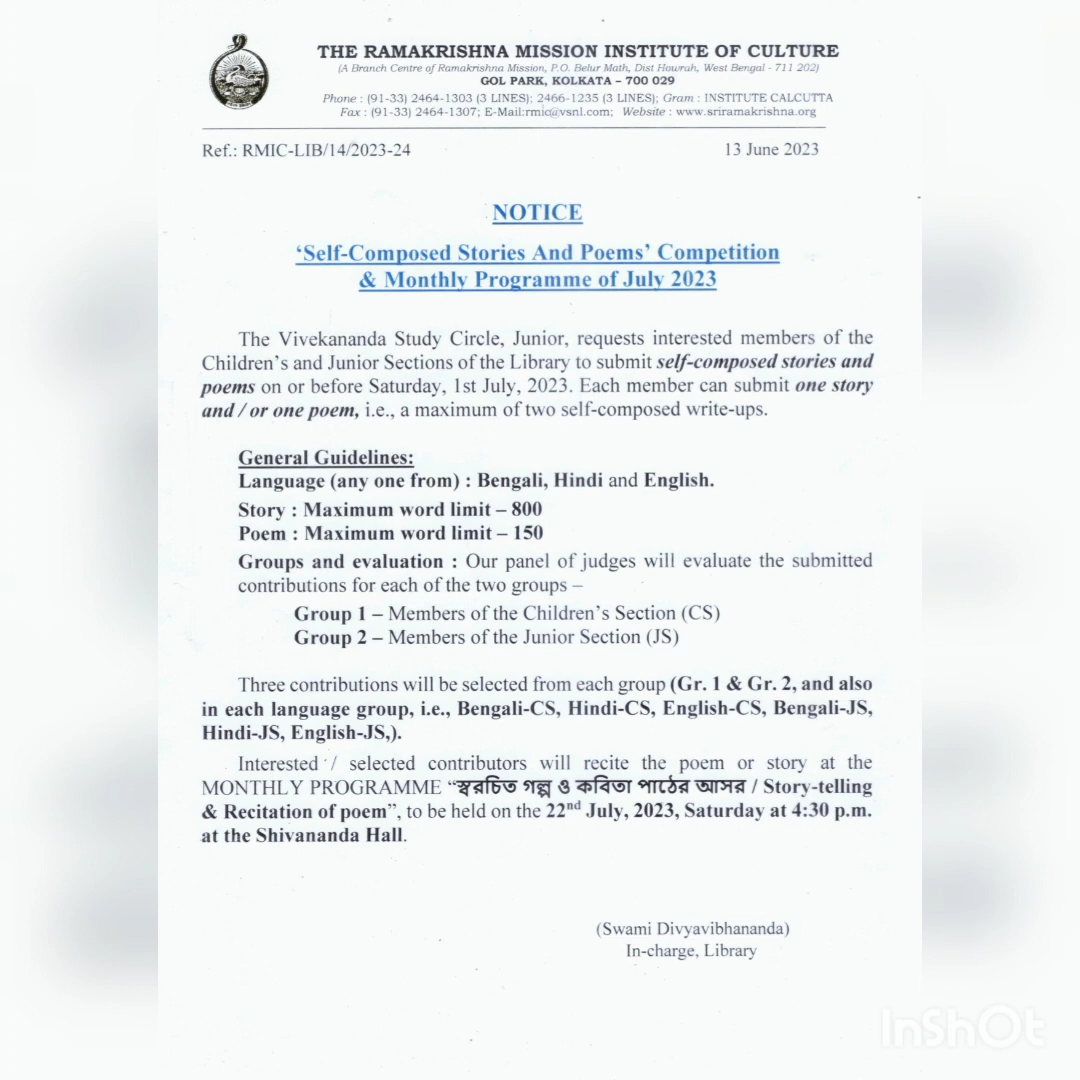 THE RAMAKRISHNA MISSION INSTITUTE OF CULTURE
(A Branch Centre of Ramakrishna Mission, P.O. Belur Math, Dist Howrah, West Bengal - 711 202)
GOL PARK, KOLKATA – 700 029
Phone : (91-33) 2464-1303 (3 LINES); 2466-1235 (3 LINES); Gram : INSTITUTE CALCUTTA
Fax : (91-33) 2464-1307; E-Mail:rmic@vsnl.com; Website : www.sriramakrishna.org
Ref.: RMIC-LIB/14/2023-24 13 June 2023
NOTICE
‘Self-Composed Stories And Poems’ Competition
& Monthly Programme of July 2023
The Vivekananda Study Circle, Junior, requests interested members of the
Children’s and Junior Sections of the Library to submit self-composed stories and
poems on or before Saturday, 1st July, 2023. Each member can submit one story
and / or one poem, i.e., a maximum of two self-composed write-ups.
General Guidelines:
Language (any one from) : Bengali, Hindi and English.
Story : Maximum word limit – 800
Poem : Maximum word limit – 150
Groups and evaluation : Our panel of judges will evaluate the submitted
contributions for each of the two groups –
Group 1 – Members of the Children’s Section (CS)
Group 2 – Members of the Junior Section (JS)
Three contributions will be selected from each group (Gr. 1 & Gr. 2, and also
in each language group, i.e., Bengali-CS, Hindi-CS, English-CS, Bengali-JS,
Hindi-JS, English-JS,).
Interested / selected contributors will recite the poem or story at the
MONTHLY PROGRAMME “স্বরচিত গল্প ও কবিতা পাঠের আসর / Story-telling
& Recitation of poem”, to be held on the 22nd July, 2023, Saturday at 4:30 p.m.
at the Shivananda Hall.
(Swami Divyavibhananda)
In-charge, Library
InShOt